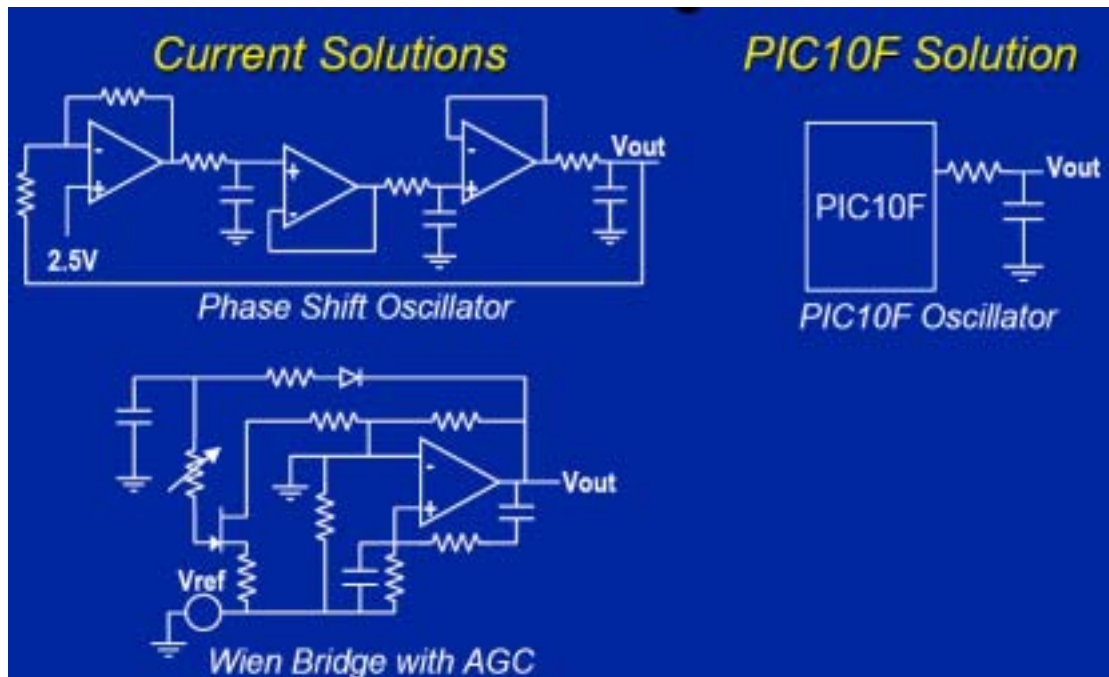 Current Solutions
PIC10F Solution
-
+
2.5V
+
-
-
+
Vout
Phase Shift Oscillator
PIC10F
Vout
PIC10F Oscillator
-
+
Vout
Vref
Wien Bridge with AGC